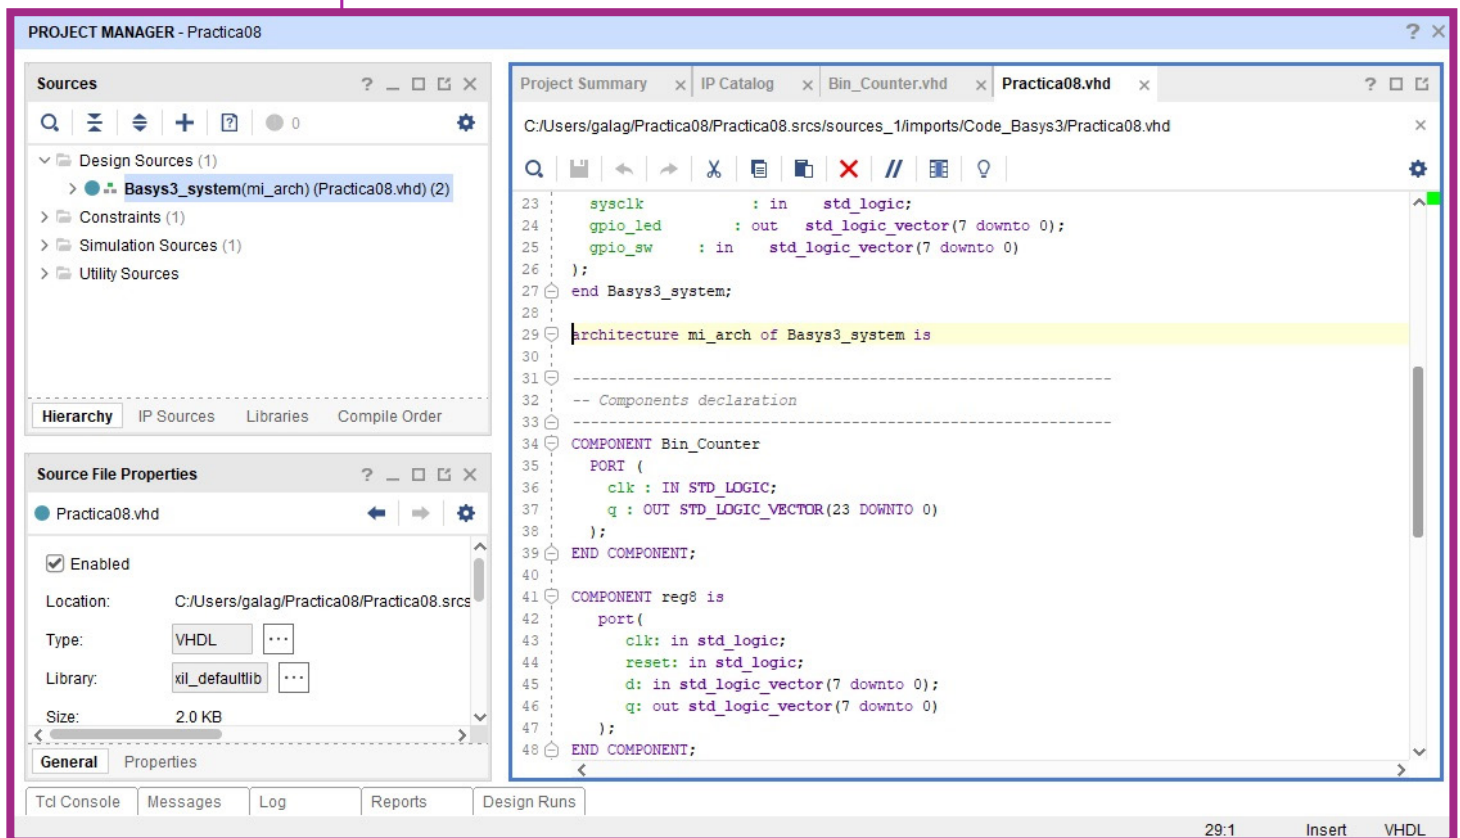 PROJECT MANAGER - Practica08
Sources
0
Design Sources (1)
Basys3_system(mi_arch) (Practica08.vhd) (2)
Constraints (1)
Simulation Sources (1)
Utility Sources
Hierarchy IP Sources Libraries Compile Order
Source File Properties
Practica08.vhd
Enabled
Location: C:/Users/galag/Practica08/Practica08.srcs
Type: VHDL ...
Library: xil_defaultlib ...
Size: 2.0 KB
General Properties
Project Summary IP Catalog Bin_Counter.vhd Practica08.vhd
C:/Users/galag/Practica08/Practica08.srcs/sources_1/imports/Code_Basys3/Practica08.vhd
23 sysclk : in std_logic;
24 gpio_led : out std_logic_vector(7 downto 0);
25 gpio_sw : in std_logic_vector(7 downto 0)
26 );
27 end Basys3_system;
28
29 architecture mi_arch of Basys3_system is
30
31 ------------------------------------------------------------
32 -- Components declaration
33 ------------------------------------------------------------
34 COMPONENT Bin_Counter
35 PORT (
36 clk : IN STD_LOGIC;
37 q : OUT STD_LOGIC_VECTOR(23 DOWNTO 0)
38 );
39 END COMPONENT;
40
41 COMPONENT reg8 is
42 port(
43 clk: in std_logic;
44 reset: in std_logic;
45 d: in std_logic_vector(7 downto 0);
46 q: out std_logic_vector(7 downto 0)
47 );
48 END COMPONENT;
Tcl Console Messages Log Reports Design Runs
29:1 Insert VHDL